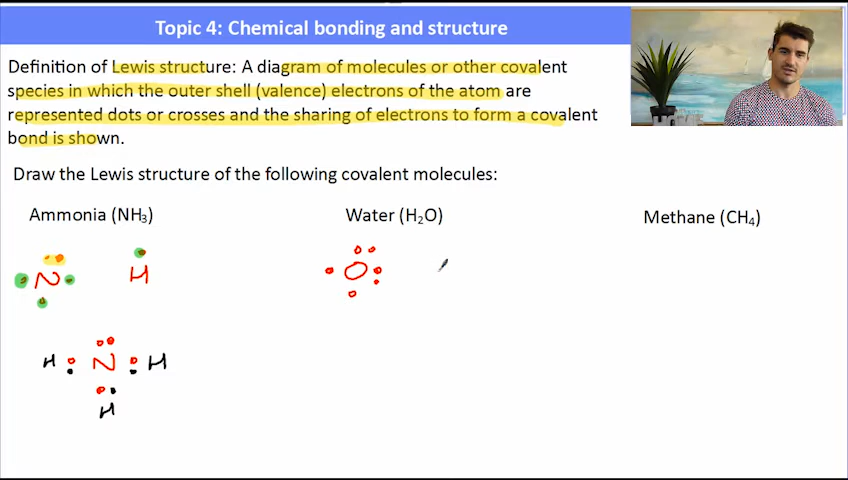 Topic 4: Chemical bonding and structure
Definition of Lewis structure: A diagram of molecules or other covalent
species in which the outer shell (valence) electrons of the atom are
represented dots or crosses and the sharing of electrons to form a covalent
bond is shown.
Draw the Lewis structure of the following covalent molecules:
Ammonia (NH₃) Water (H₂O) Methane (CH₄)
N H O
H N H
H